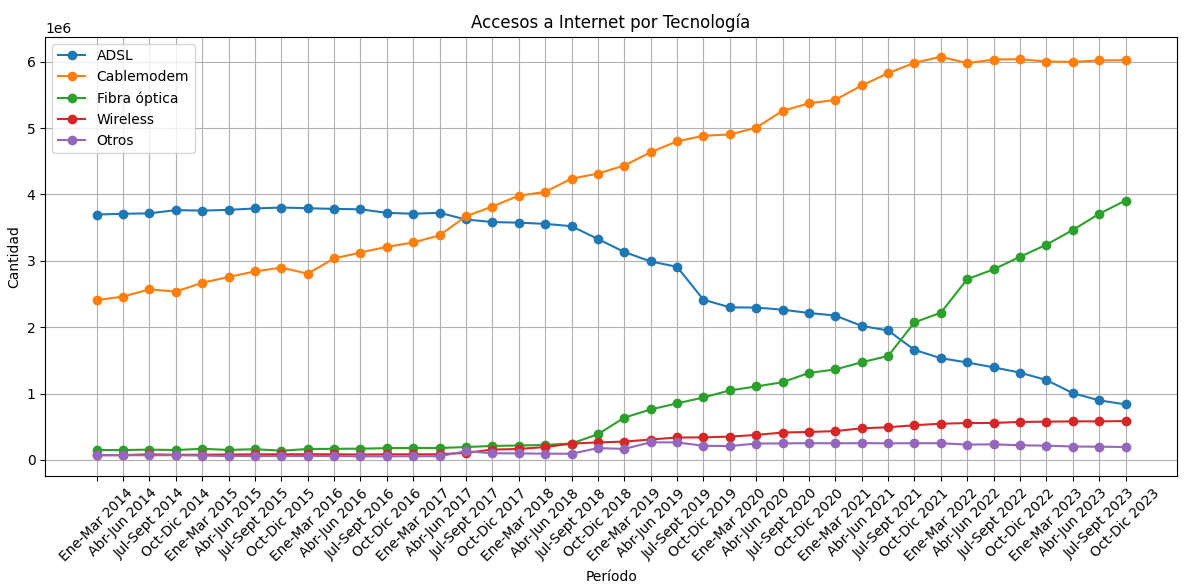 Accesos a Internet por Tecnología
1e6
ADSL
Cablemodem
Fibra óptica
Wireless
Otros
6
5
4
3
2
1
0
Cantidad
Ene-Mar 2014
Abr-Jun 2014
Jul-Sept 2014
Oct-Dic 2014
Ene-Mar 2015
Abr-Jun 2015
Jul-Sept 2015
Oct-Dic 2015
Ene-Mar 2016
Abr-Jun 2016
Jul-Sept 2016
Oct-Dic 2016
Ene-Mar 2017
Abr-Jun 2017
Jul-Sept 2017
Oct-Dic 2017
Ene-Mar 2018
Abr-Jun 2018
Jul-Sept 2018
Oct-Dic 2018
Ene-Mar 2019
Abr-Jun 2019
Jul-Sept 2019
Oct-Dic 2019
Ene-Mar 2020
Abr-Jun 2020
Jul-Sept 2020
Oct-Dic 2020
Ene-Mar 2021
Abr-Jun 2021
Jul-Sept 2021
Oct-Dic 2021
Ene-Mar 2022
Abr-Jun 2022
Jul-Sept 2022
Oct-Dic 2022
Ene-Mar 2023
Abr-Jun 2023
Jul-Sept 2023
Oct-Dic 2023
Período